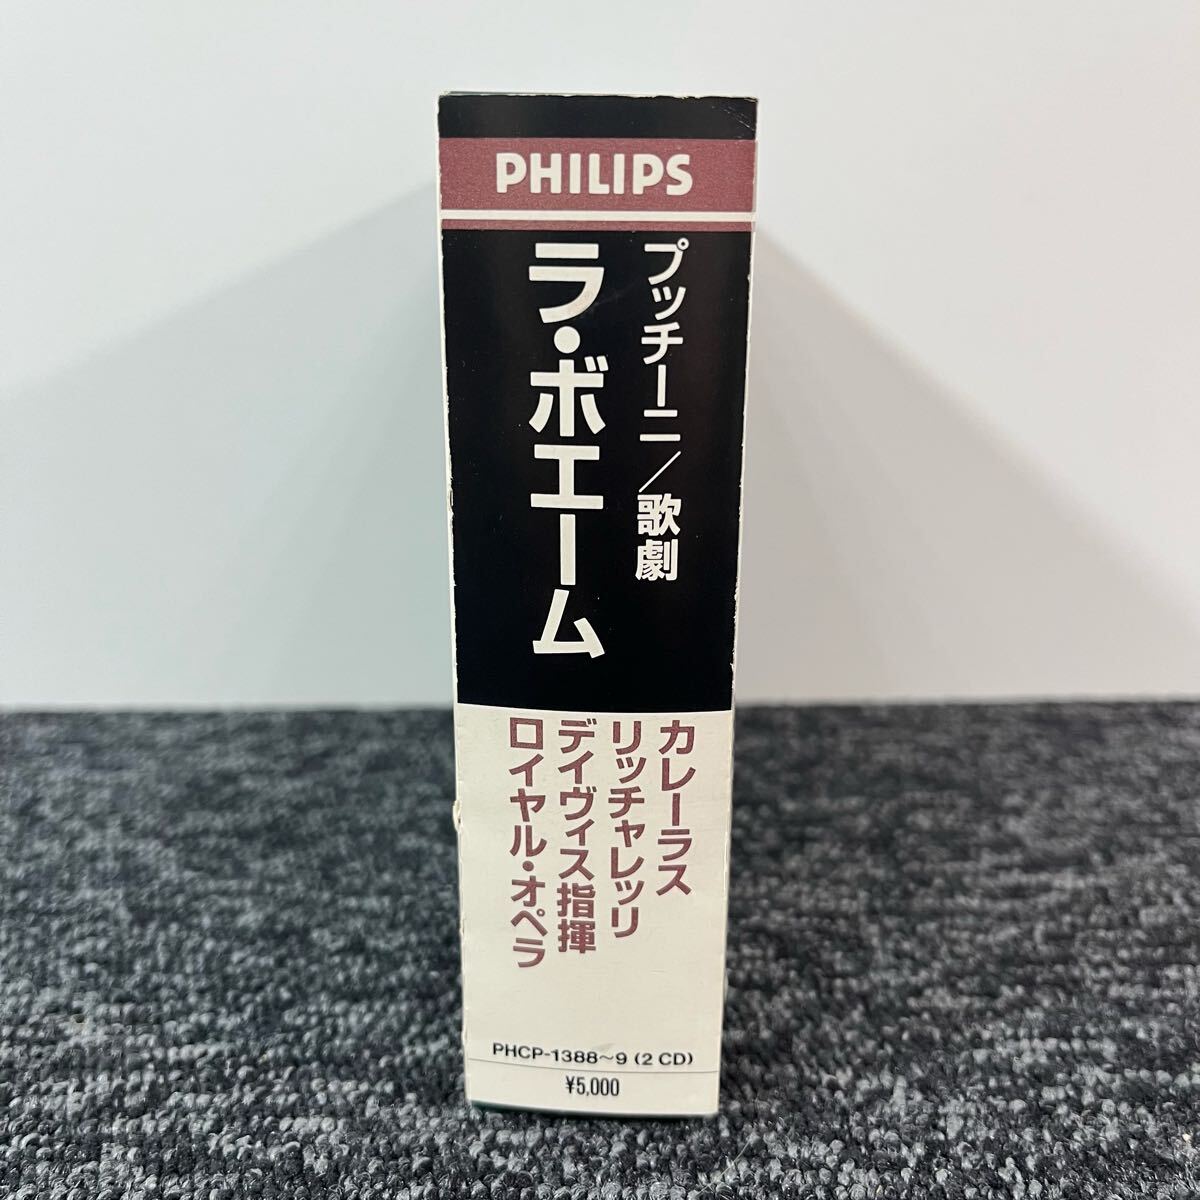 PHILIPS
プッチーニ/歌劇
ラ・ボエーム
カレーラス
リッチャレッリ
デイヴィス指揮
ロイヤル・オペラ
PHCP-1388~9 (2 CD)
¥5,000